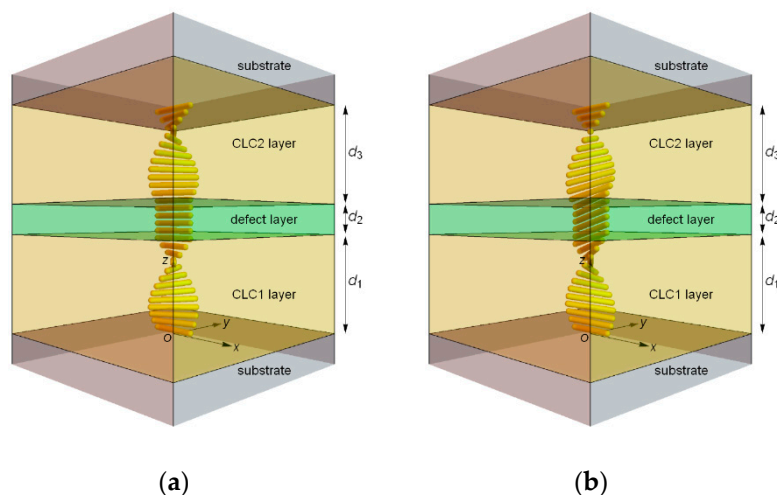 substrate
CLC2 layer
d3
defect layer
d2
z
CLC1 layer
d1
y
O
x
substrate
(a)
substrate
CLC2 layer
d3
defect layer
d2
z
CLC1 layer
d1
y
O
x
substrate
(b)